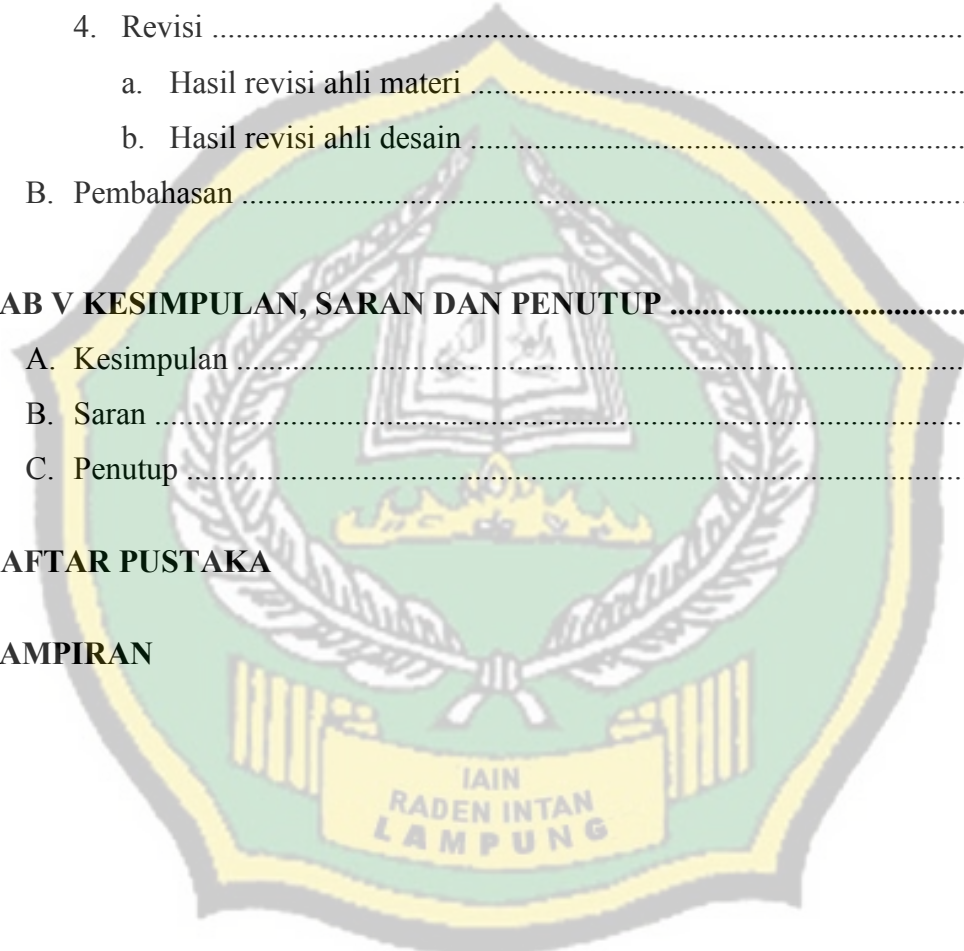 4. Revisi ..............................................................................................
a. Hasil revisi ahli materi ..............................................................
b. Hasil revisi ahli desain ..............................................................
B. Pembahasan ..........................................................................................
AB V KESIMPULAN, SARAN DAN PENUTUP .....................................
A. Kesimpulan ...........................................................................................
B. Saran .....................................................................................................
C. Penutup .................................................................................................
AFTAR PUSTAKA
AMPIRAN
IAIN
RADEN INTAN
LAMPUNG